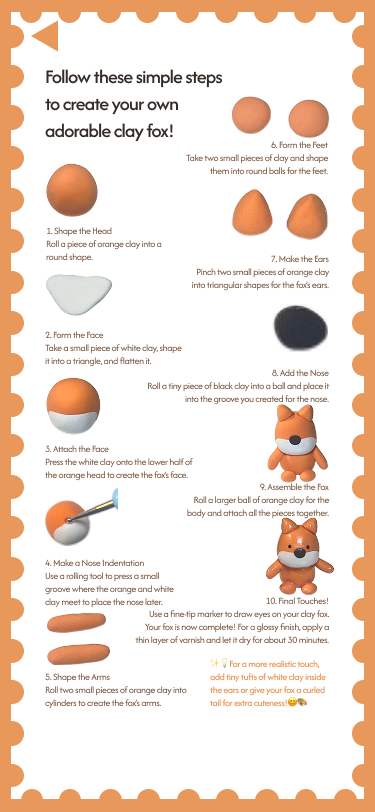 Follow these simple steps
to create your own
adorable clay fox!
1. Shape the Head
Roll a piece of orange clay into a
round shape.
2. Form the Face
Take a small piece of white clay, shape
it into a triangle, and flatten it.
3. Attach the Face
Press the white clay onto the lower half of
the orange head to create the fox's face.
4. Make a Nose Indentation
Use a rolling tool to press a small
groove where the orange and white
clay meet to place the nose later.
5. Shape the Arms
Roll two small pieces of orange clay into
cylinders to create the fox's arms.
6. Form the Feet
Take two small pieces of clay and shape
them into round balls for the feet.
7. Make the Ears
Pinch two small pieces of orange clay
into triangular shapes for the fox's ears.
8. Add the Nose
Roll a tiny piece of black clay into a ball and place it
into the groove you created for the nose.
9. Assemble the Fox
Roll a larger ball of orange clay for the
body and attach all the pieces together.
10. Final Touches!
Use a fine-tip marker to draw eyes on your clay fox.
Your fox is now complete! For a glossy finish, apply a
thin layer of varnish and let it dry for about 30 minutes.
✨💡For a more realistic touch,
add tiny tufts of white clay inside
the ears or give your fox a curled
tail for extra cuteness!😊🎨